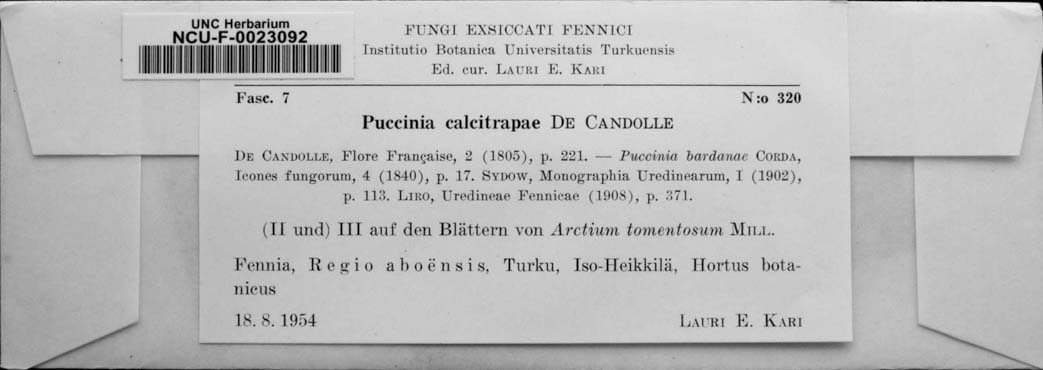 UNC Herbarium
NCU-F-0023092
FUNGI EXSICCATI FENNICI
Institutio Botanica Universitatis Turkuensis
Ed. cur. LAURI E. KARI
Fasc. 7 N:o 320
Puccinia calcitrapae DE CANDOLLE
DE CANDOLLE, Flore Française, 2 (1805), p. 221. — Puccinia bardanae CORDA,
Icones fungorum, 4 (1840), p. 17. SYDOW, Monographia Uredinearum, I (1902),
p. 113. LIRO, Uredineae Fennicae (1908), p. 371.
(II und) III auf den Blättern von Arctium tomentosum MILL.
Fennia, Regio aboënsis, Turku, Iso-Heikkilä, Hortus bota-
nicus
18. 8. 1954 LAURI E. KARI